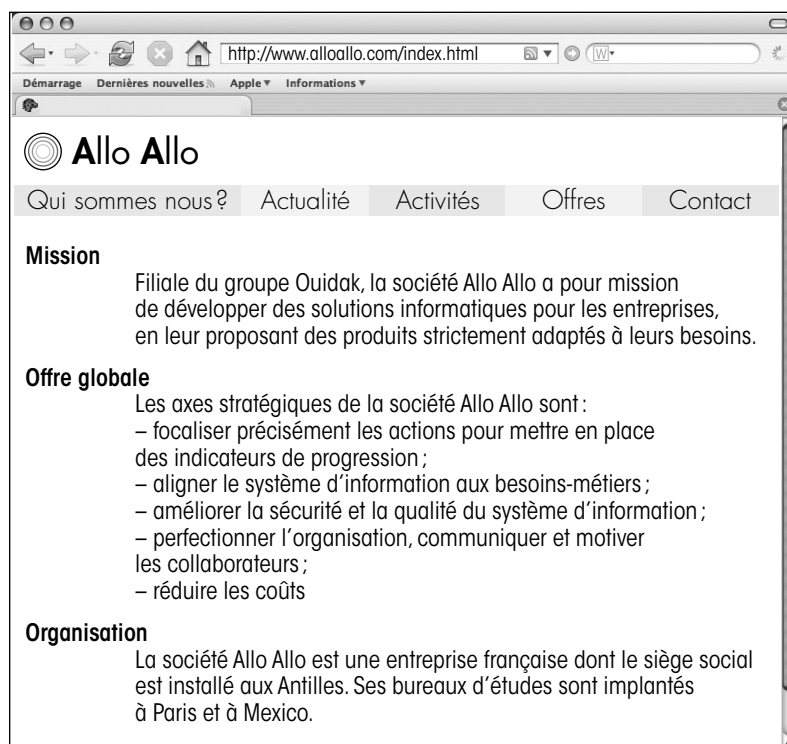 http://www.alloallo.com/index.html
W
Démarrage Dernières nouvelles Apple Informations
Allo Allo
Qui sommes nous ? Actualité Activités Offres Contact
Mission
Filiale du groupe Ouidak, la société Allo Allo a pour mission
de développer des solutions informatiques pour les entreprises,
en leur proposant des produits strictement adaptés à leurs besoins.
Offre globale
Les axes stratégiques de la société Allo Allo sont :
– focaliser précisément les actions pour mettre en place
des indicateurs de progression ;
– aligner le système d’information aux besoins-métiers ;
– améliorer la sécurité et la qualité du système d’information ;
– perfectionner l’organisation, communiquer et motiver
les collaborateurs ;
– réduire les coûts
Organisation
La société Allo Allo est une entreprise française dont le siège social
est installé aux Antilles. Ses bureaux d’études sont implantés
à Paris et à Mexico.